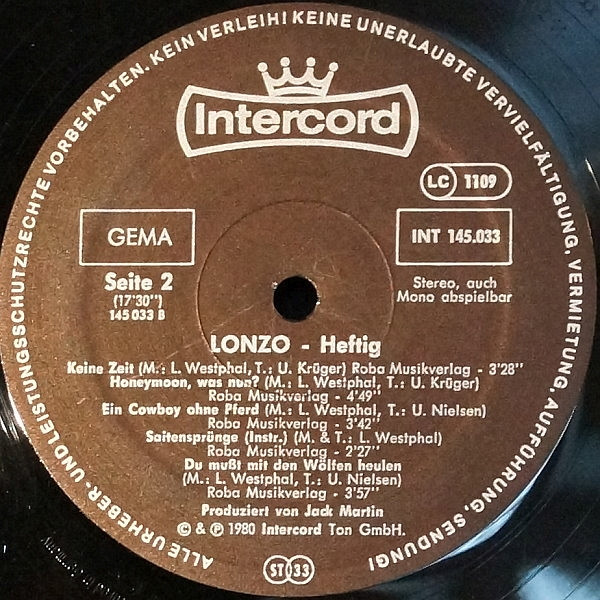 ALLE URHEBER- UND LEISTUNGSSCHUTZRECHTE VORBEHALTEN. KEIN VERLEIH! KEINE UNERLAUBTE VERVIELFÄLTIGUNG, VERMIETUNG, AUFFÜHRUNG, SENDUNG!
Intercord
LC 1109
GEMA
INT 145.033
Seite 2
(17'30'')
145 033 B
Stereo, auch
Mono abspielbar
LONZO - Heftig
Keine Zeit (M.: L. Westphal, T.: U. Krüger) Roba Musikverlag - 3'28''
Honeymoon, was nun? (M.: L. Westphal, T.: U. Krüger)
Roba Musikverlag - 4'49''
Ein Cowboy ohne Pferd (M.: L. Westphal, T.: U. Nielsen)
Roba Musikverlag - 3'42''
Saitensprünge (Instr.) (M. & T.: L. Westphal)
Roba Musikverlag - 2'27''
Du mußt mit den Wölfen heulen
(M.: L. Westphal, T.: U. Nielsen)
Roba Musikverlag - 3'57''
Produziert von Jack Martin
© & ℗ 1980 Intercord Ton GmbH.
ST 33